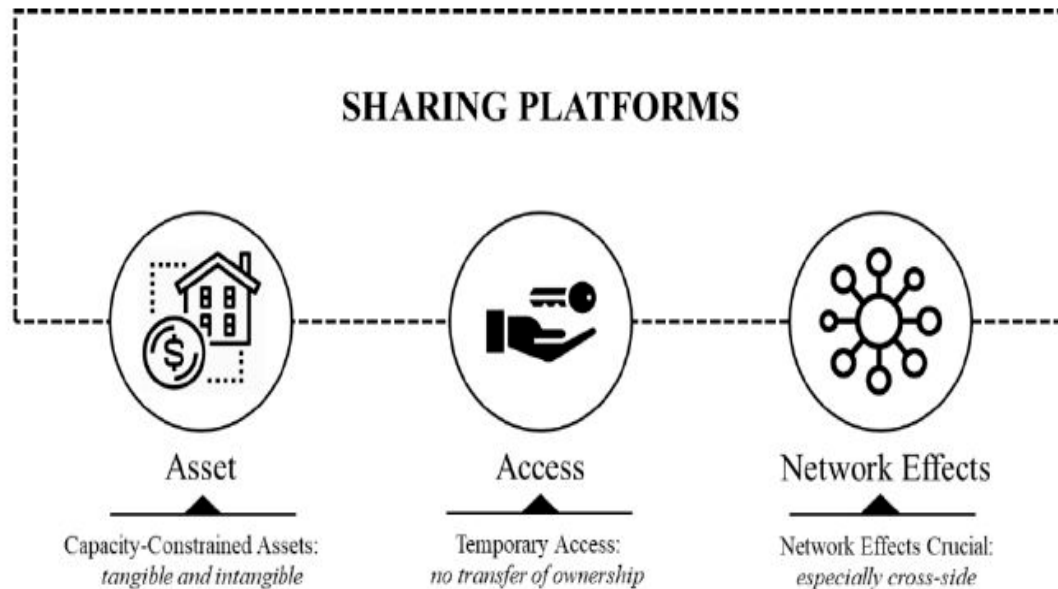 SHARING PLATFORMS
$
Asset
Access
Network Effects
Capacity-Constrained Assets:
tangible and intangible
Temporary Access:
no transfer of ownership
Network Effects Crucial:
especially cross-side